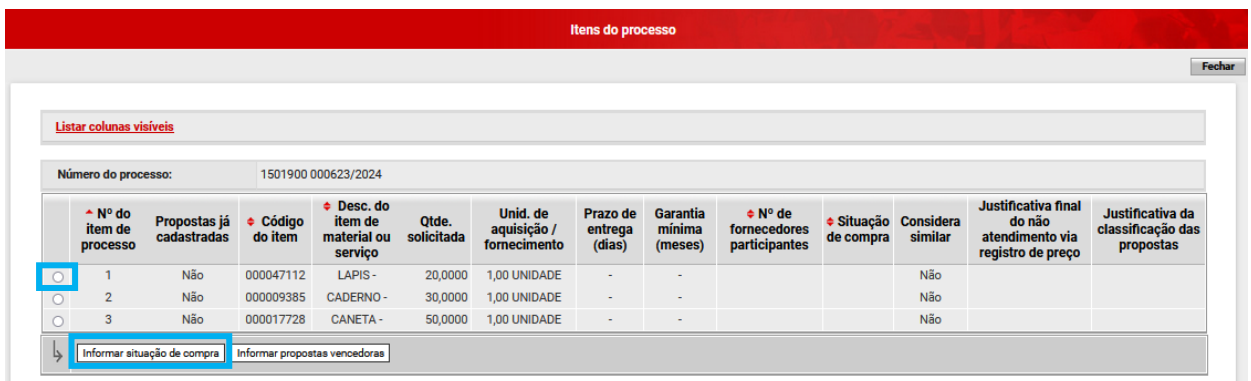 Itens do processo
Fechar
Listar colunas visíveis
Número do processo: 1501900 000623/2024
Nº do item de processo Propostas já cadastradas Código do item Desc. do item de material ou serviço Qtde. solicitada Unid. de aquisição / fornecimento Prazo de entrega (dias) Garantia mínima (meses) Nº de fornecedores participantes Situação de compra Considera similar Justificativa final do não atendimento via registro de preço Justificativa da classificação das propostas
1 Não 000047112 LAPIS - 20,0000 1,00 UNIDADE - - Não
2 Não 000009385 CADERNO - 30,0000 1,00 UNIDADE - - Não
3 Não 000017728 CANETA - 50,0000 1,00 UNIDADE - - Não
Informar situação de compra Informar propostas vencedoras